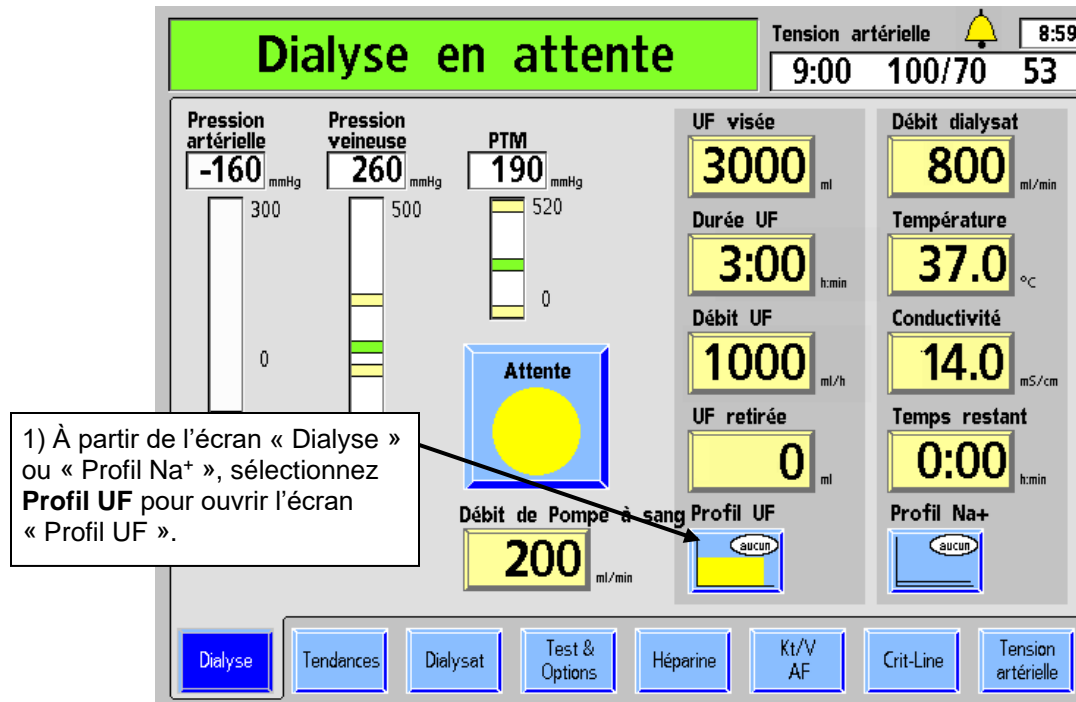 Dialyse en attente
Tension artérielle
8:59
9:00 100/70 53
Pression
artérielle
-160 mmHg
300
0
Pression
veineuse
260 mmHg
500
PTM
190 mmHg
520
0
Attente
Débit de Pompe à sang
200 ml/min
UF visée
3000 ml
Durée UF
3:00 h:min
Débit UF
1000 ml/h
UF retirée
0 ml
Profil UF
aucun
Débit dialysat
800 ml/min
Température
37.0 °C
Conductivité
14.0 mS/cm
Temps restant
0:00 h:min
Profil Na+
aucun
1) À partir de l’écran « Dialyse »
ou « Profil Na⁺ », sélectionnez
Profil UF pour ouvrir l’écran
« Profil UF ».
Dialyse
Tendances
Dialysat
Test &
Options
Héparine
Kt/V
AF
Crit-Line
Tension
artérielle